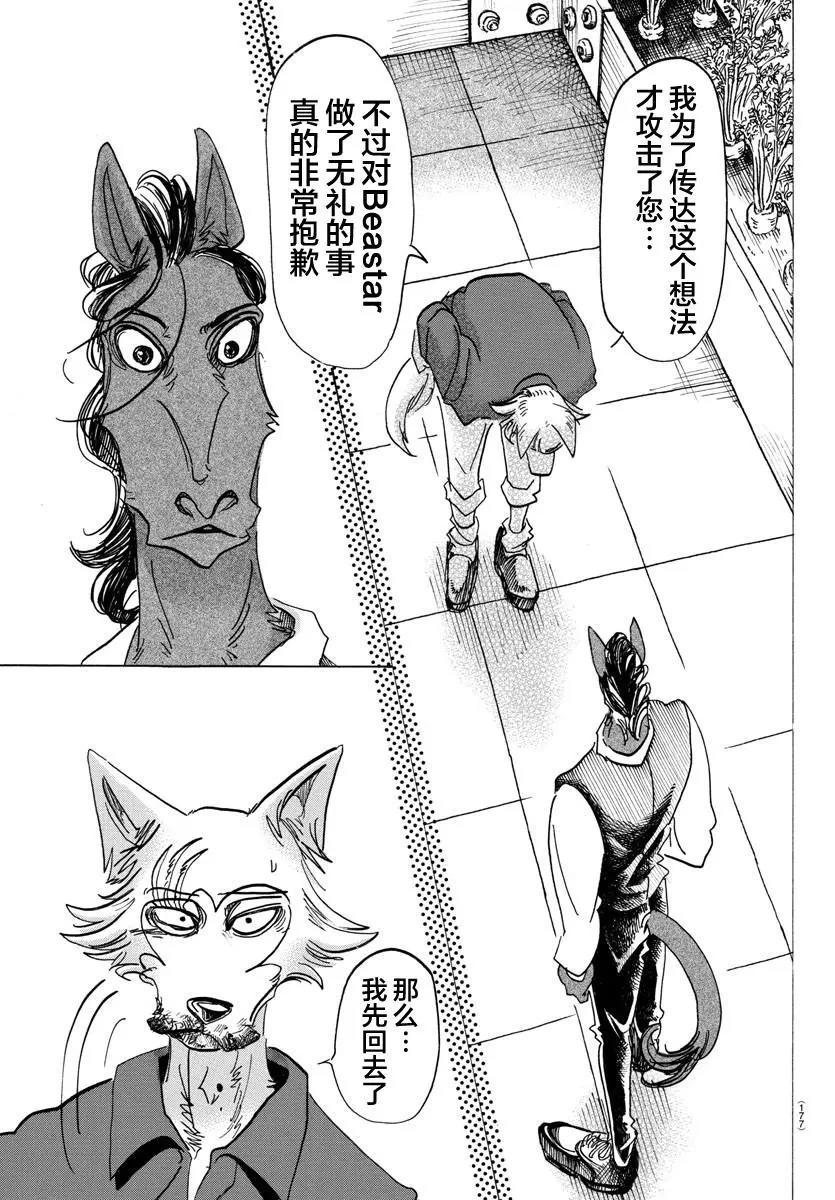 我为了传达这个想法
才攻击了您…
不过对Beastar
做了无礼的事
真的非常抱歉
那么…
我先回去了
(177)